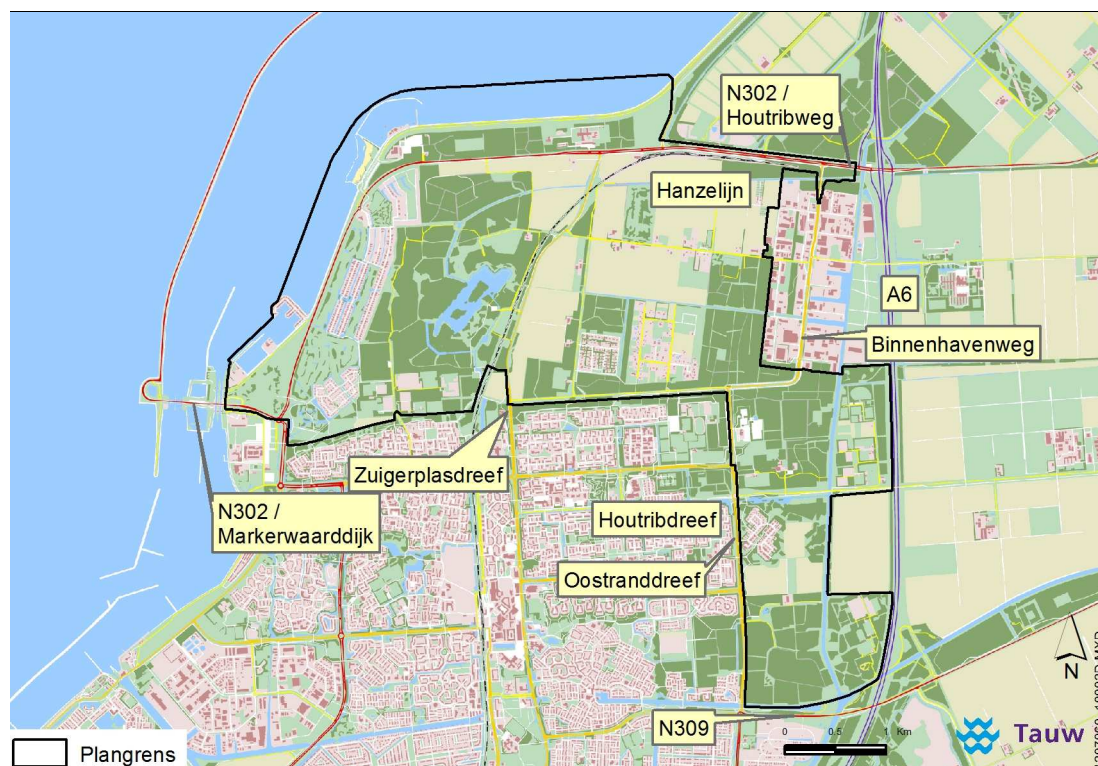 N302 /
Houtribweg
Hanzelijn
A6
Binnenhavenweg
Zuigerplasdreef
N302 /
Markerwaarddijk
Houtribdreef
Oostranddreef
N309
N
0 0.5 1 Km
Tauw
Plangrens